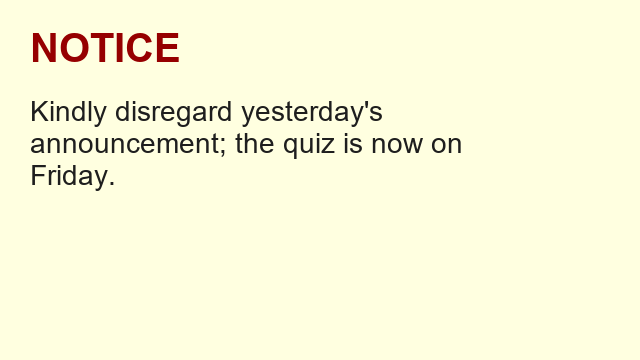 NOTICE
Kindly disregard yesterday's
announcement; the quiz is now on
Friday.